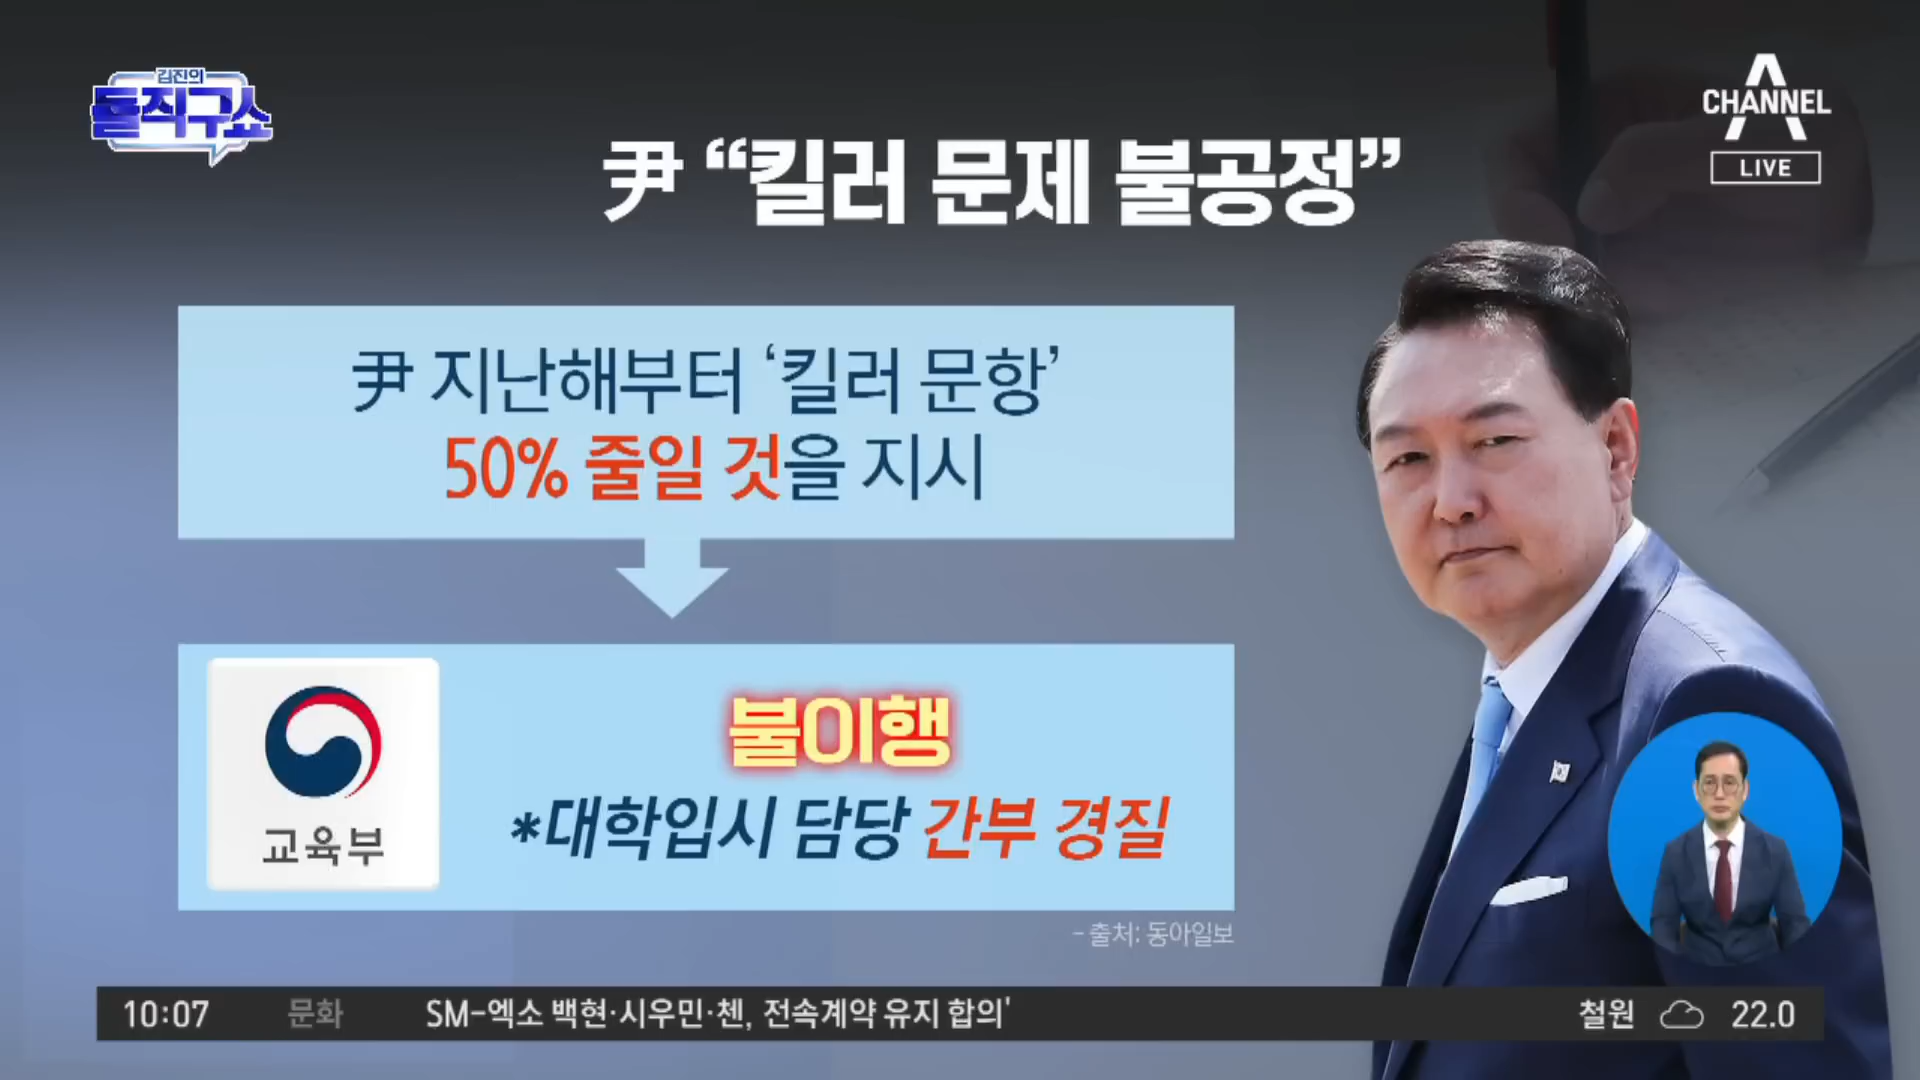 김진의
돌직구쇼
CHANNEL A
LIVE
尹 “킬러 문제 불공정”
尹 지난해부터 ‘킬러 문항’
50% 줄일 것을 지시
교육부
불이행
*대학입시 담당 간부 경질
- 출처: 동아일보
10:07 문화 SM-엑소 백현·시우민·첸, 전속계약 유지 합의' 철원 22.0